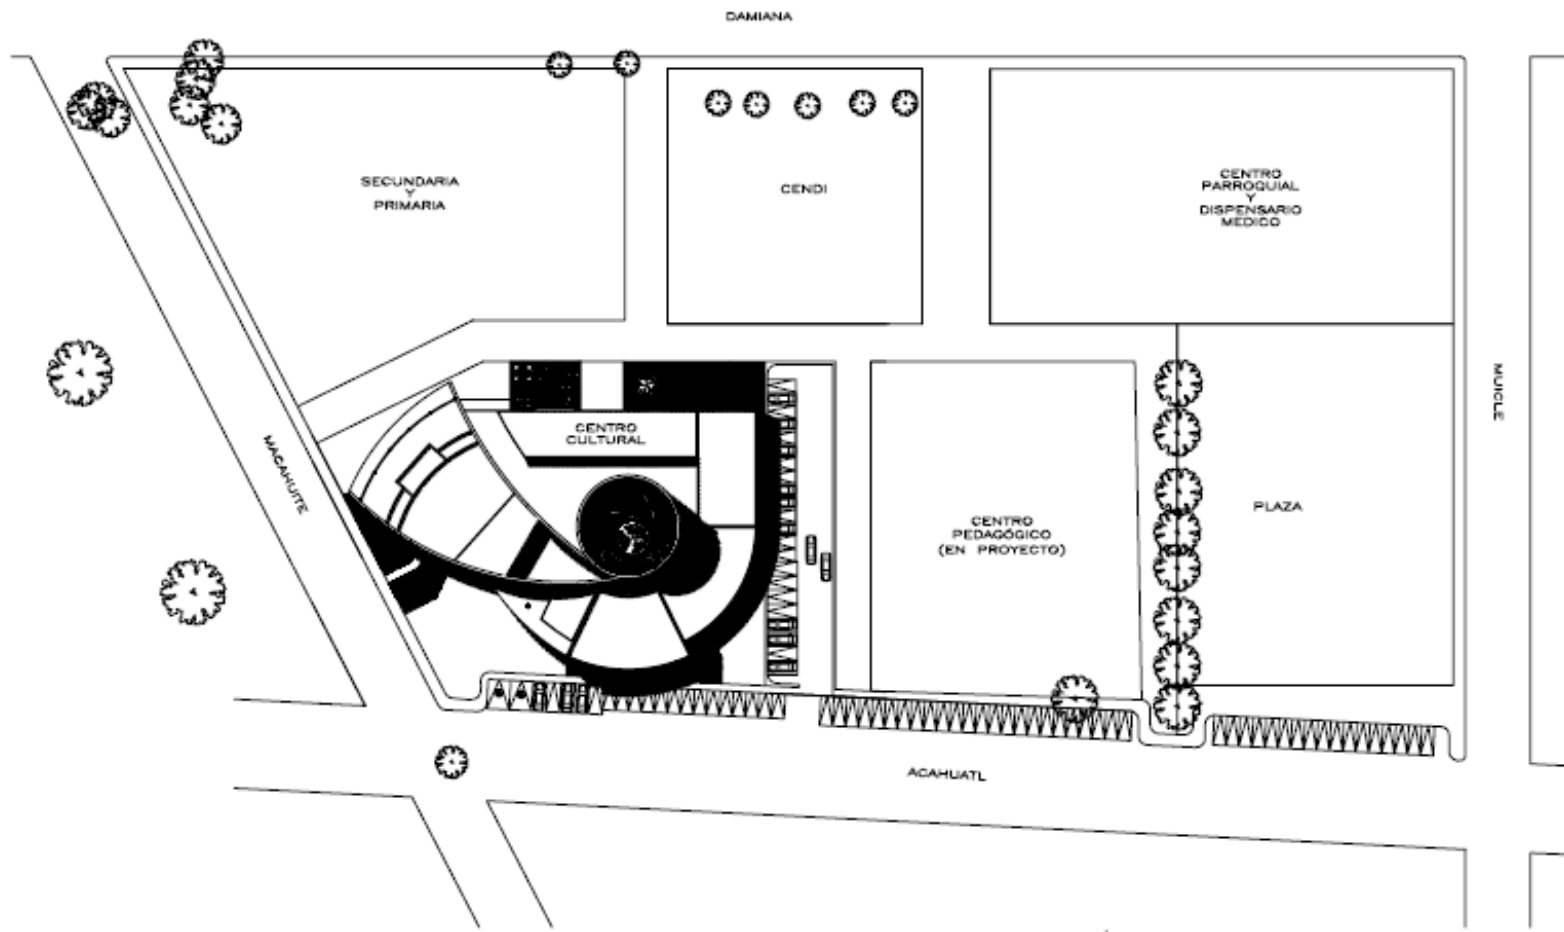 DAMIANA
SECUNDARIA
Y
PRIMARIA
CENDI
CENTRO
PARROQUIAL
Y
DISPENSARIO
MEDICO
MUICLE
CENTRO
CULTURAL
MACAHUITE
CENTRO
PEDAGÓGICO
(EN PROYECTO)
PLAZA
ACAHUATL